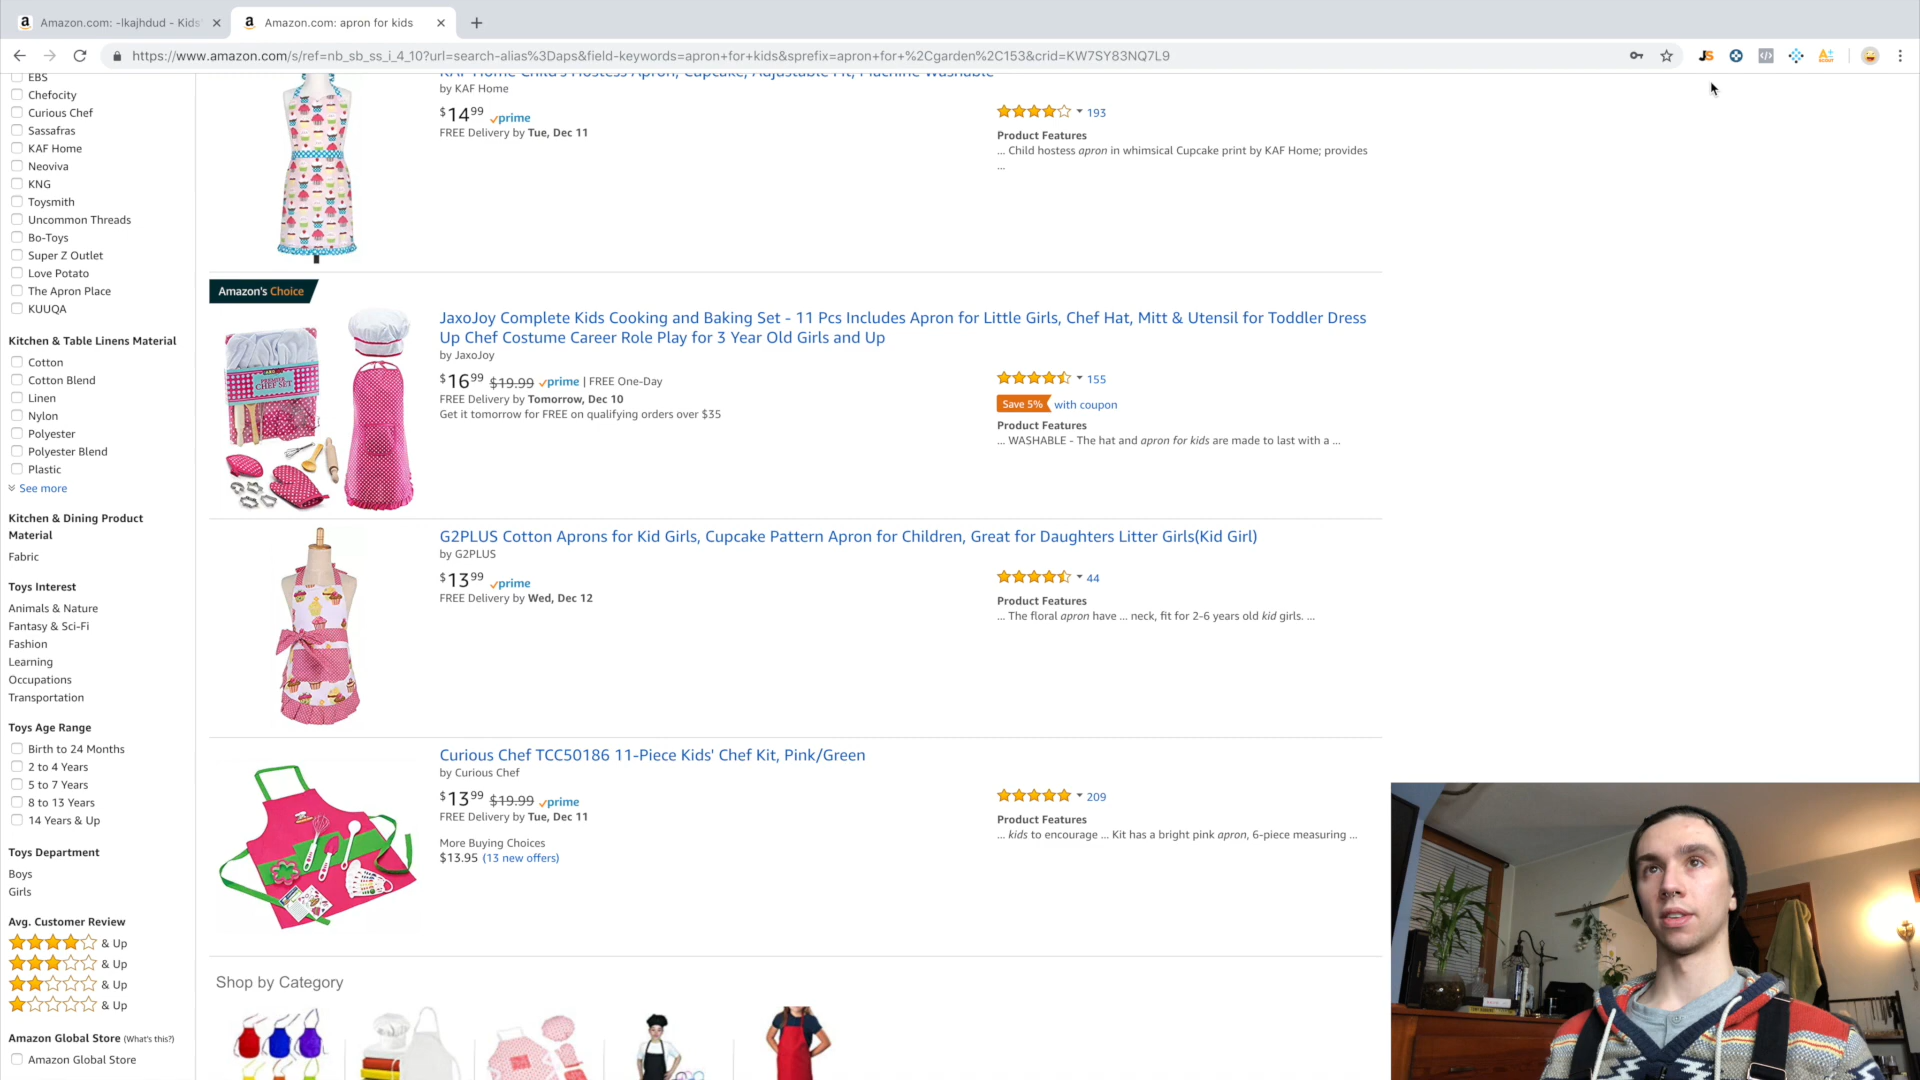 Amazon.com: -lkajhdud - Kids'
Amazon.com: apron for kids
https://www.amazon.com/s/ref=nb_sb_ss_i_4_10?url=search-alias%3Daps&field-keywords=apron+for+kids&sprefix=apron+for+%2Cgarden%2C153&crid=KW7SY83NQ7L9
EBS
Chefocity
Curious Chef
Sassafras
KAF Home
Neoviva
KNG
Toysmith
Uncommon Threads
Bo-Toys
Super Z Outlet
Love Potato
The Apron Place
KUUQA
Kitchen & Table Linens Material
Cotton
Cotton Blend
Linen
Nylon
Polyester
Polyester Blend
Plastic
See more
Kitchen & Dining Product
Material
Fabric
Toys Interest
Animals & Nature
Fantasy & Sci-Fi
Fashion
Learning
Occupations
Transportation
Toys Age Range
Birth to 24 Months
2 to 4 Years
5 to 7 Years
8 to 13 Years
14 Years & Up
Toys Department
Boys
Girls
Avg. Customer Review
& Up
& Up
& Up
& Up
Amazon Global Store (What's this?)
Amazon Global Store
KAF Home Child's Hostess Apron, Cupcake, Adjustable Fit, Machine Washable
by KAF Home
$14 99 prime
FREE Delivery by Tue, Dec 11
193
Product Features
... Child hostess apron in whimsical Cupcake print by KAF Home; provides
...
Amazon's Choice
JaxoJoy Complete Kids Cooking and Baking Set - 11 Pcs Includes Apron for Little Girls, Chef Hat, Mitt & Utensil for Toddler Dress
Up Chef Costume Career Role Play for 3 Year Old Girls and Up
by JaxoJoy
$16 99 $19.99 prime | FREE One-Day
FREE Delivery by Tomorrow, Dec 10
Get it tomorrow for FREE on qualifying orders over $35
155
Save 5% with coupon
Product Features
... WASHABLE - The hat and apron for kids are made to last with a ...
PREMIER
CHEF SET
G2PLUS Cotton Aprons for Kid Girls, Cupcake Pattern Apron for Children, Great for Daughters Litter Girls(Kid Girl)
by G2PLUS
$13 99 prime
FREE Delivery by Wed, Dec 12
44
Product Features
... The floral apron have ... neck, fit for 2-6 years old kid girls. ...
Curious Chef TCC50186 11-Piece Kids' Chef Kit, Pink/Green
by Curious Chef
$13 99 $19.99 prime
FREE Delivery by Tue, Dec 11
More Buying Choices
$13.95 (13 new offers)
209
Product Features
... kids to encourage ... Kit has a bright pink apron, 6-piece measuring ...
Shop by Category
JS